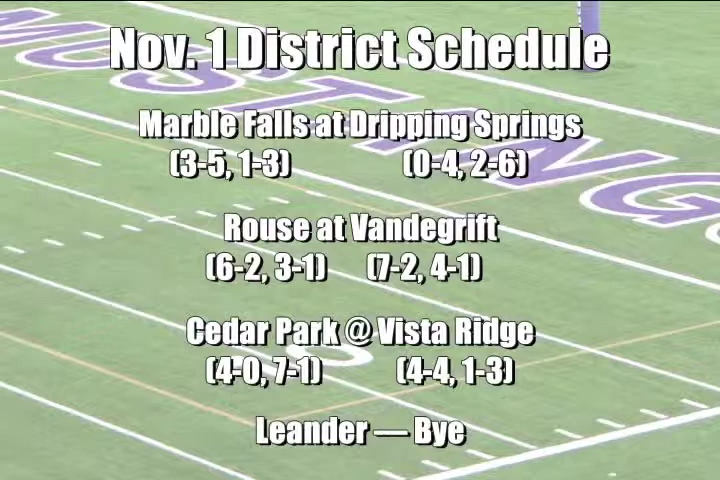 Nov. 1 District Schedule
Marble Falls at Dripping Springs
(3-5, 1-3) (0-4, 2-6)
Rouse at Vandegrift
(6-2, 3-1) (7-2, 4-1)
Cedar Park @ Vista Ridge
(4-0, 7-1) (4-4, 1-3)
Leander — Bye
MUSTANGS